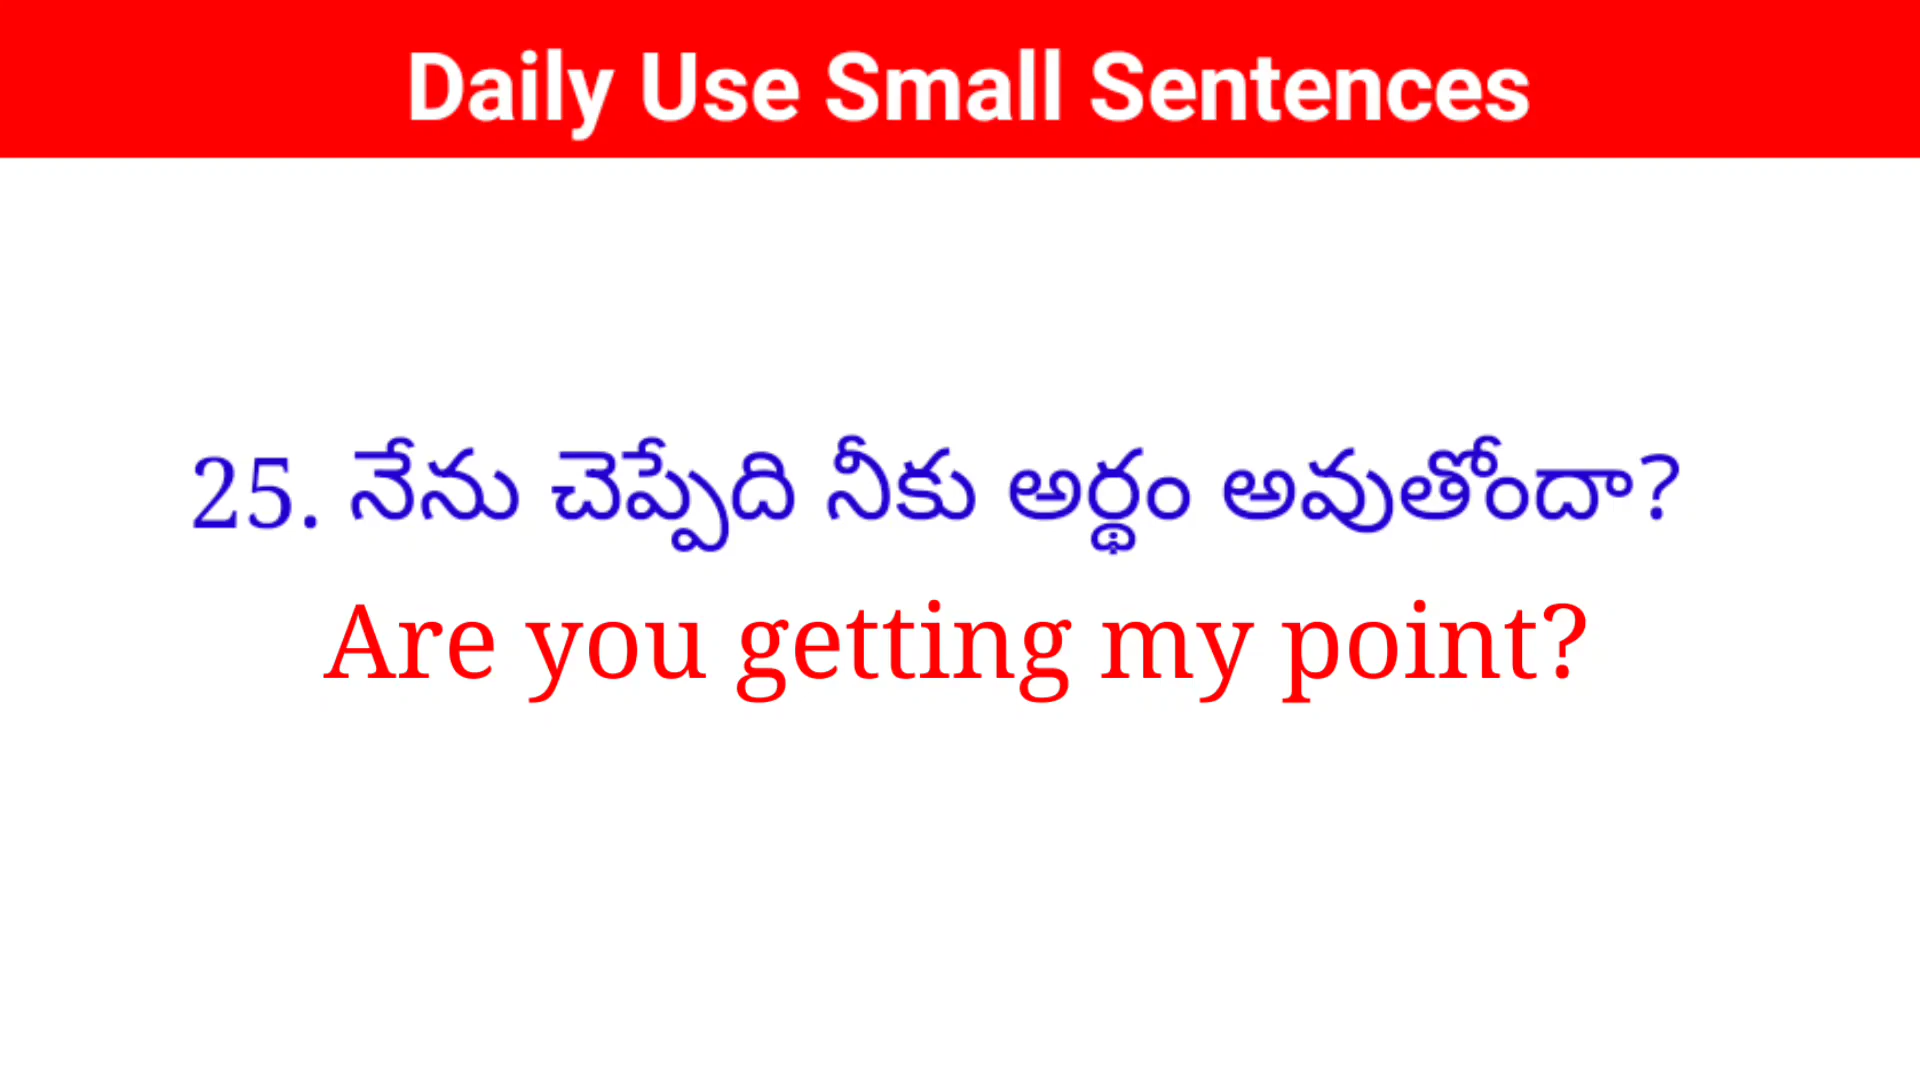 Daily Use Small Sentences
25. నేను చెప్పేది నీకు అర్థం అవుతోందా?
Are you getting my point?